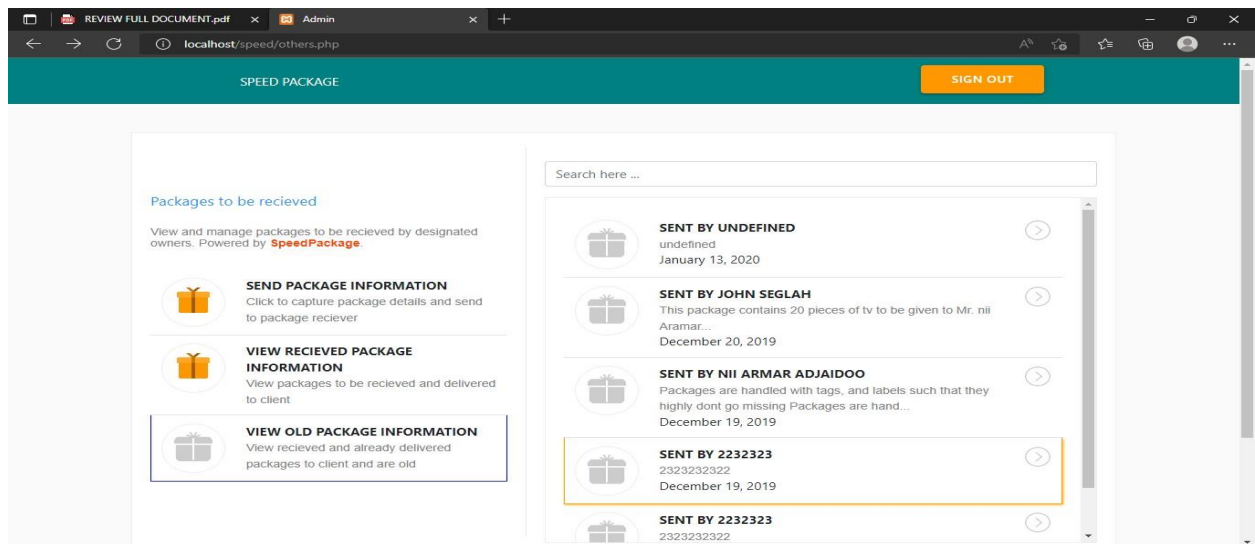 REVIEW FULL DOCUMENT.pdf
Admin
localhost/speed/others.php
SPEED PACKAGE
SIGN OUT
Packages to be recieved
View and manage packages to be recieved by designated
owners. Powered by SpeedPackage.
SEND PACKAGE INFORMATION
Click to capture package details and send
to package reciever
VIEW RECIEVED PACKAGE
INFORMATION
View packages to be recieved and delivered
to client
VIEW OLD PACKAGE INFORMATION
View recieved and already delivered
packages to client and are old
Search here ...
SENT BY UNDEFINED
undefined
January 13, 2020
SENT BY JOHN SEGLAH
This package contains 20 pieces of tv to be given to Mr. nii
Aramar...
December 20, 2019
SENT BY NII ARMAR ADJAIDOO
Packages are handled with tags, and labels such that they
highly dont go missing Packages are hand...
December 19, 2019
SENT BY 2232323
2323232322
December 19, 2019
SENT BY 2232323
2323232322